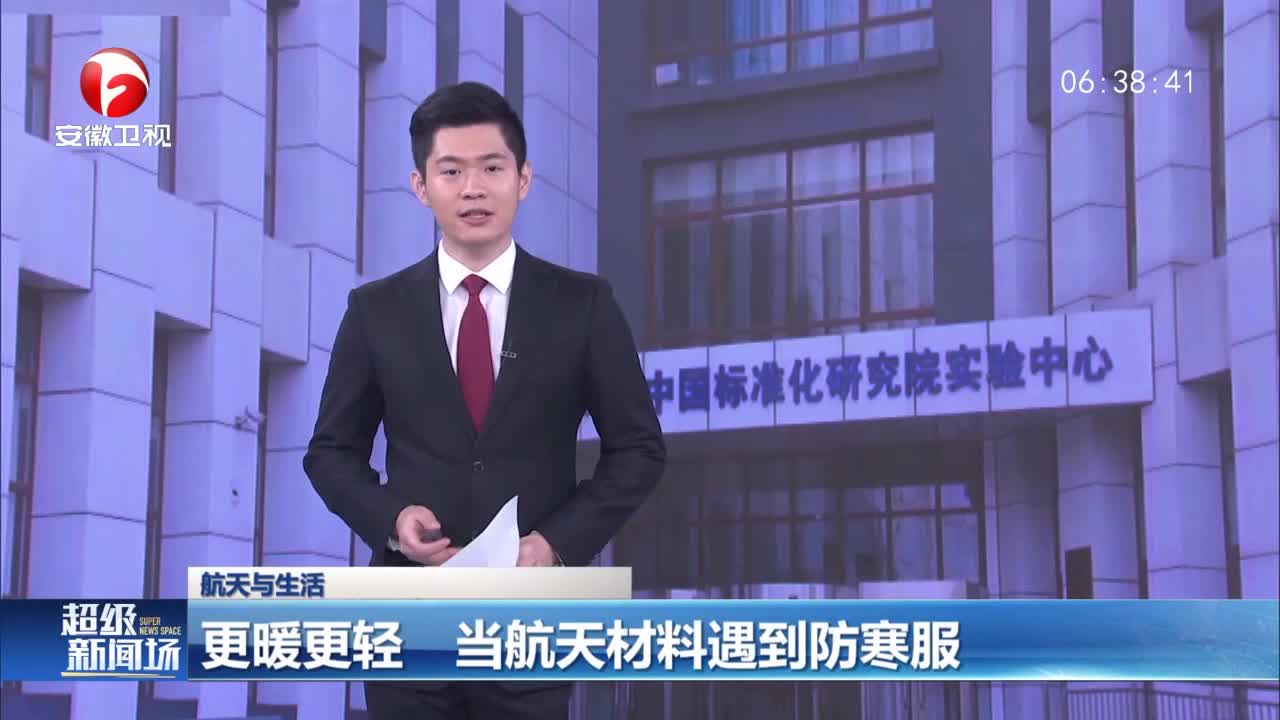 安徽卫视
06:38:41
中国标准化研究院实验中心
航天与生活
超级新闻场
SUPER
NEWS SPACE
更暖更轻 当航天材料遇到防寒服